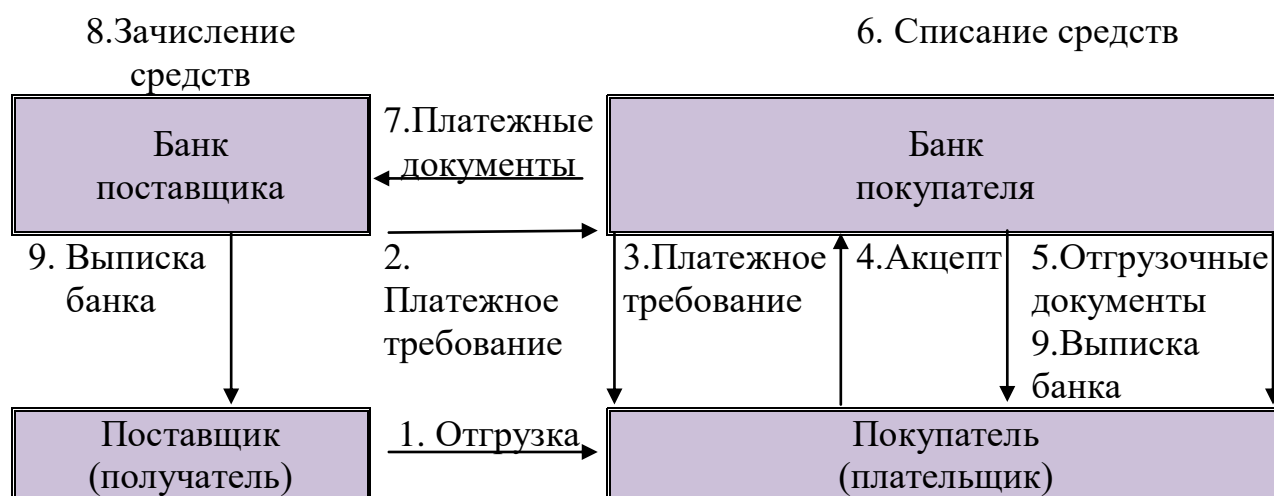 8.Зачисление
средств
6. Списание средств
Банк
поставщика
7.Платежные
документы
Банк
покупателя
9. Выписка
банка
2.
Платежное
требование
3.Платежное
требование
4.Акцепт
5.Отгрузочные
документы
9.Выписка
банка
Поставщик
(получатель)
1. Отгрузка
Покупатель
(плательщик)